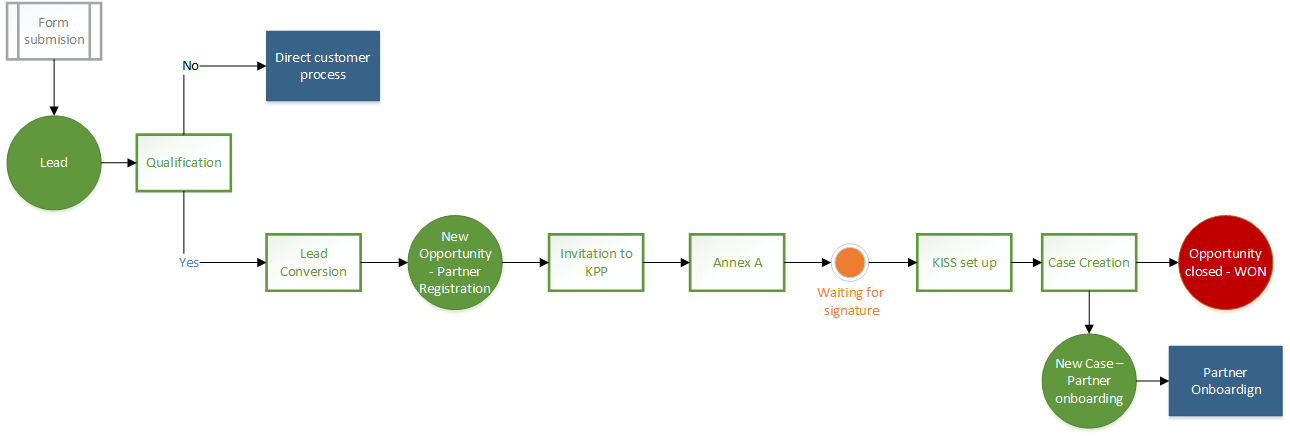 Form
submision
Lead
Qualification
No
Direct customer
process
Yes
Lead
Conversion
New
Opportunity
- Partner
Registration
Invitation to
KPP
Annex A
Waiting for
signature
KISS set up
Case Creation
Opportunity
closed - WON
New Case –
Partner
onboarding
Partner
Onboardign